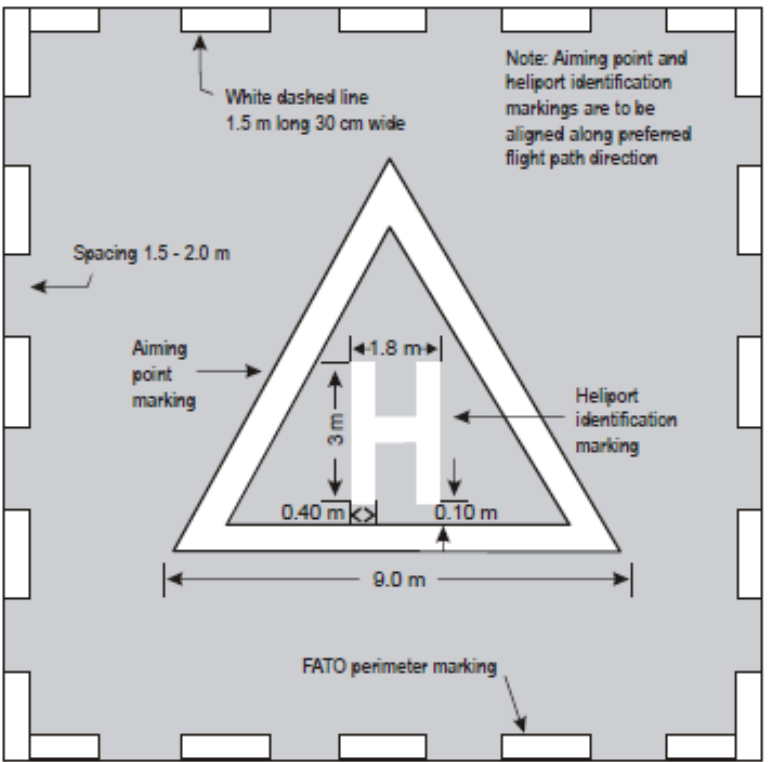 Note: Aiming point and
heliport identification
markings are to be
aligned along preferred
flight path direction
White dashed line
1.5 m long 30 cm wide
Spacing 1.5 - 2.0 m
Aiming
point
marking
1.8 m
3 m
Heliport
identification
marking
H
0.40 m
0.10 m
9.0 m
FATO perimeter marking